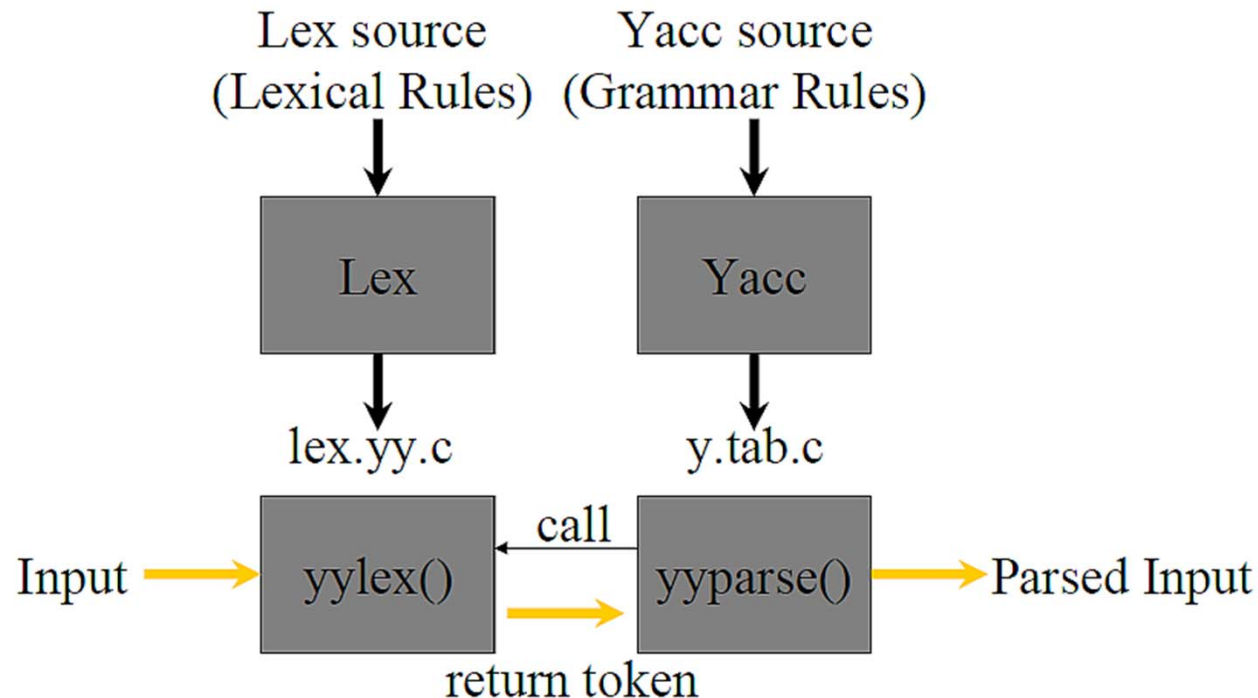 Lex source
(Lexical Rules)
Yacc source
(Grammar Rules)
Lex
Yacc
lex.yy.c
y.tab.c
Input
yylex()
call
yyparse()
Parsed Input
return token